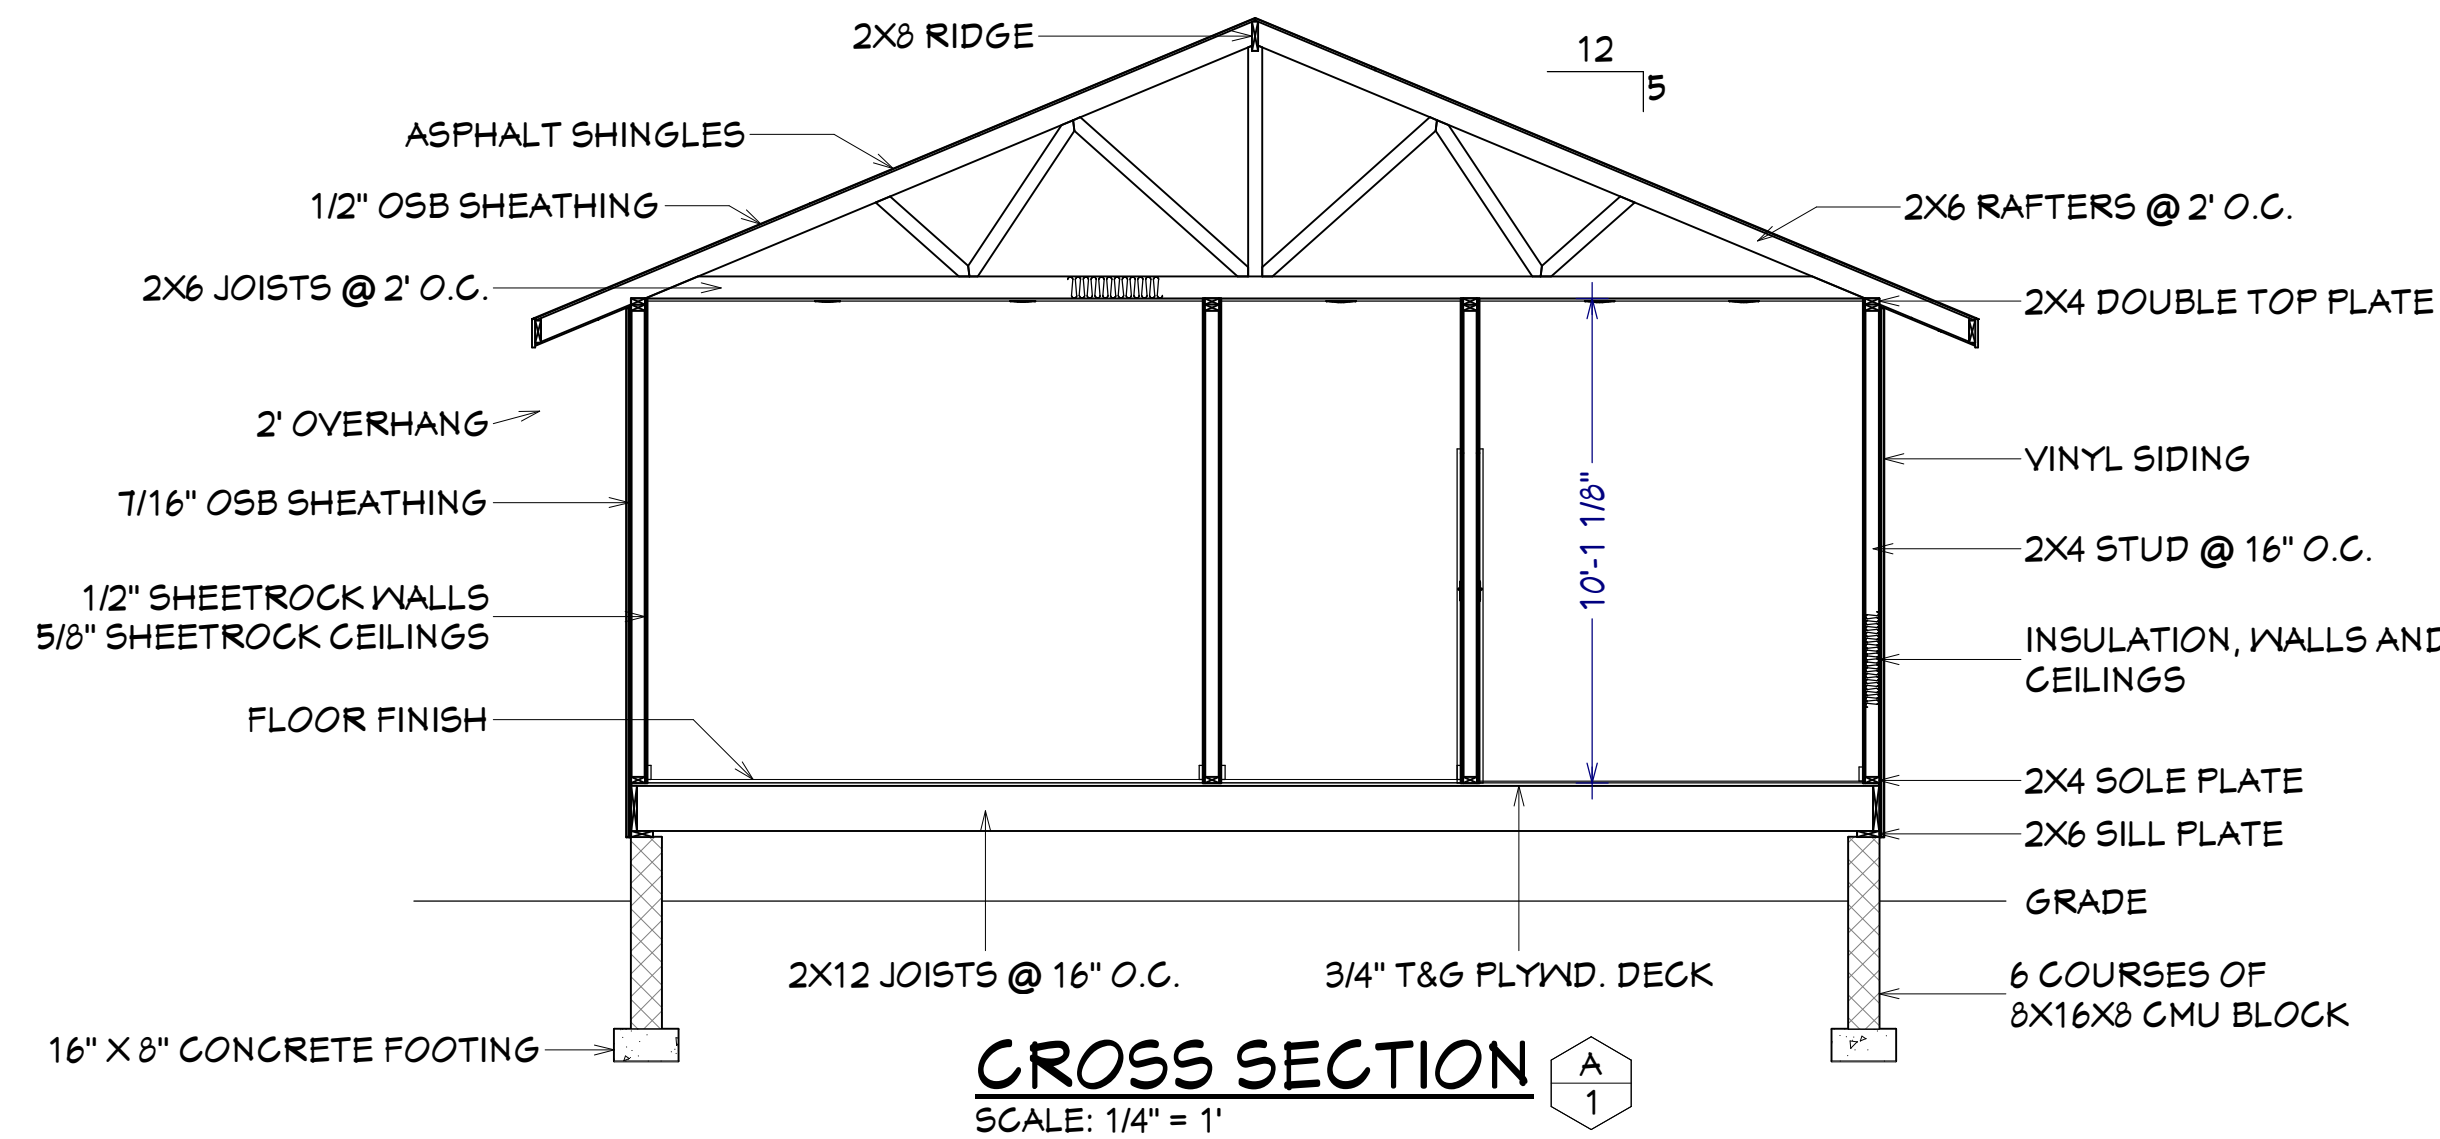 2X8 RIDGE
12
5
ASPHALT SHINGLES
1/2" OSB SHEATHING
2X6 RAFTERS @ 2' O.C.
2X6 JOISTS @ 2' O.C.
2X4 DOUBLE TOP PLATE
2' OVERHANG
VINYL SIDING
7/16" OSB SHEATHING
10'-1 1/8"
2X4 STUD @ 16" O.C.
1/2" SHEETROCK WALLS
5/8" SHEETROCK CEILINGS
INSULATION, WALLS AND
CEILINGS
FLOOR FINISH
2X4 SOLE PLATE
2X6 SILL PLATE
GRADE
2X12 JOISTS @ 16" O.C.
3/4" T&G PLYWD. DECK
6 COURSES OF
8X16X8 CMU BLOCK
16" X 8" CONCRETE FOOTING
CROSS SECTION
A
1
SCALE: 1/4" = 1'